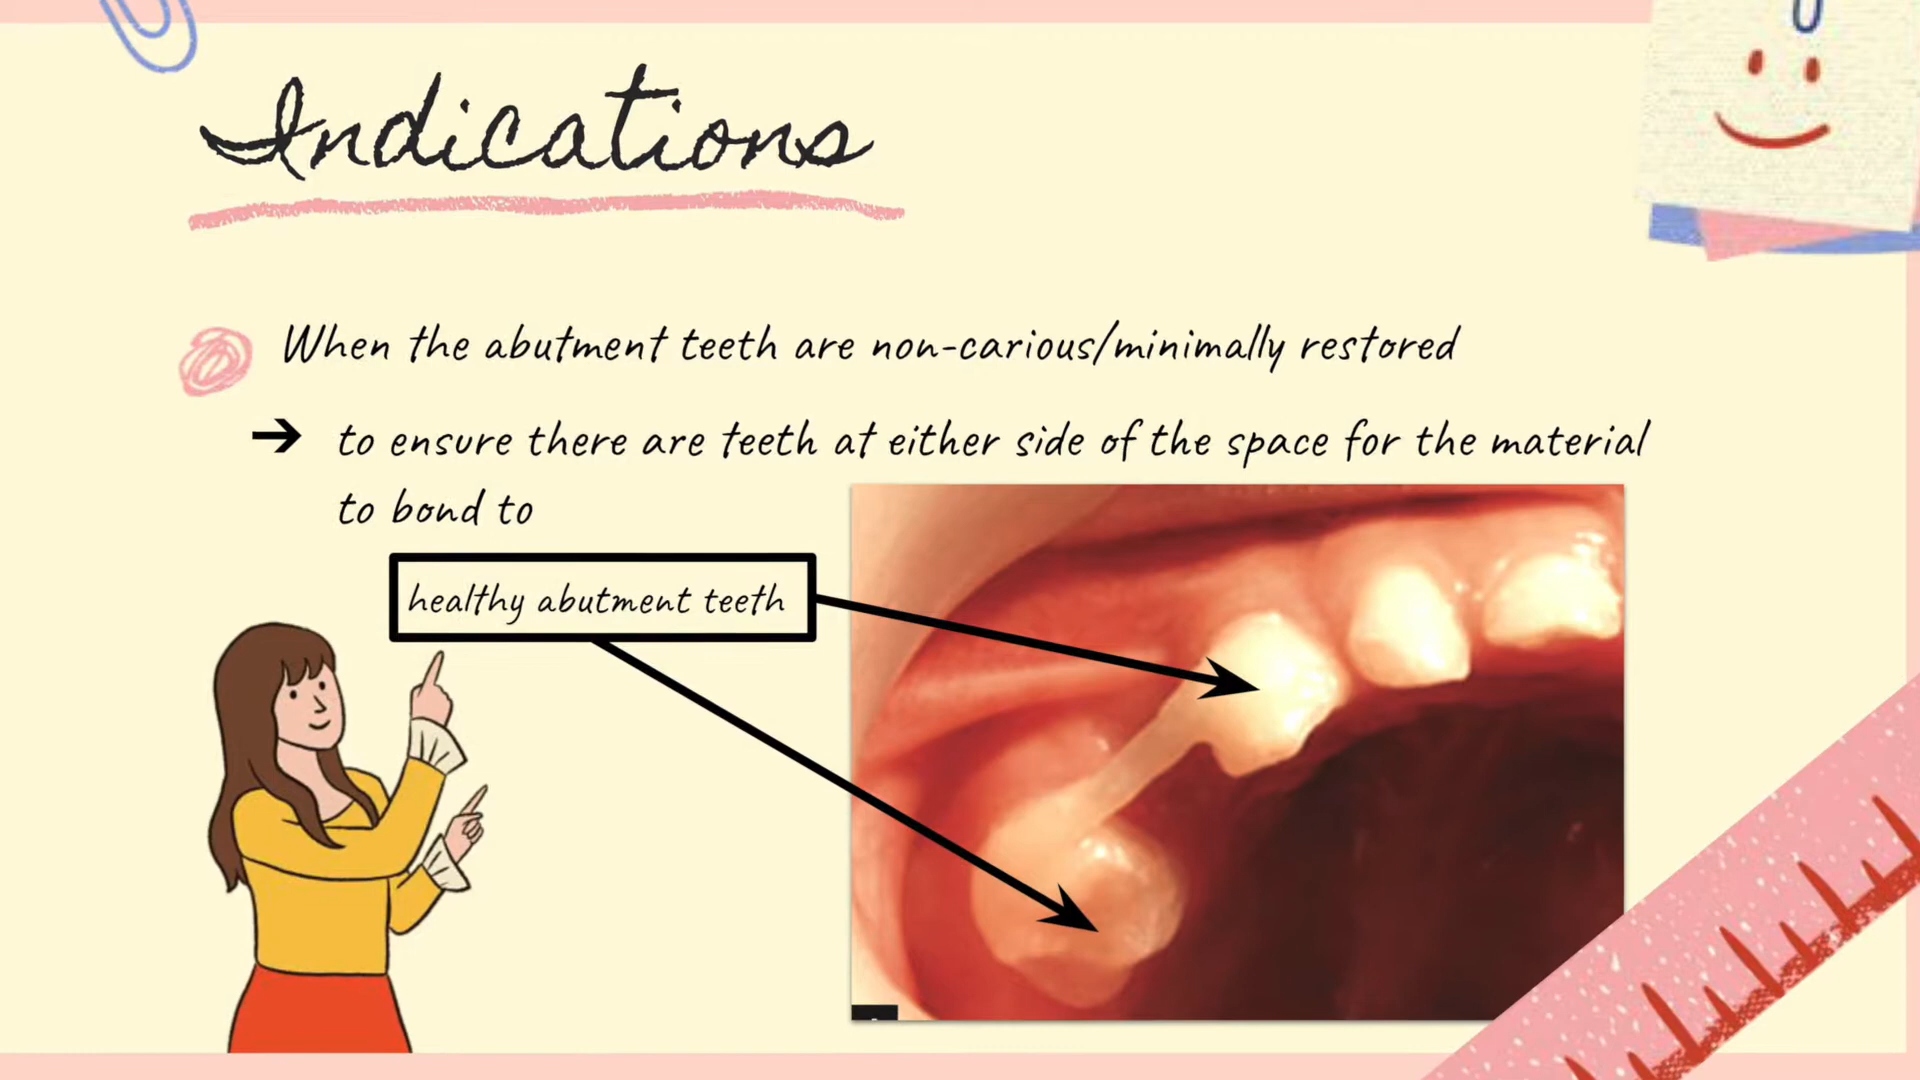 Indications
When the abutment teeth are non-carious/minimally restored
➔ to ensure there are teeth at either side of the space for the material
to bond to
healthy abutment teeth